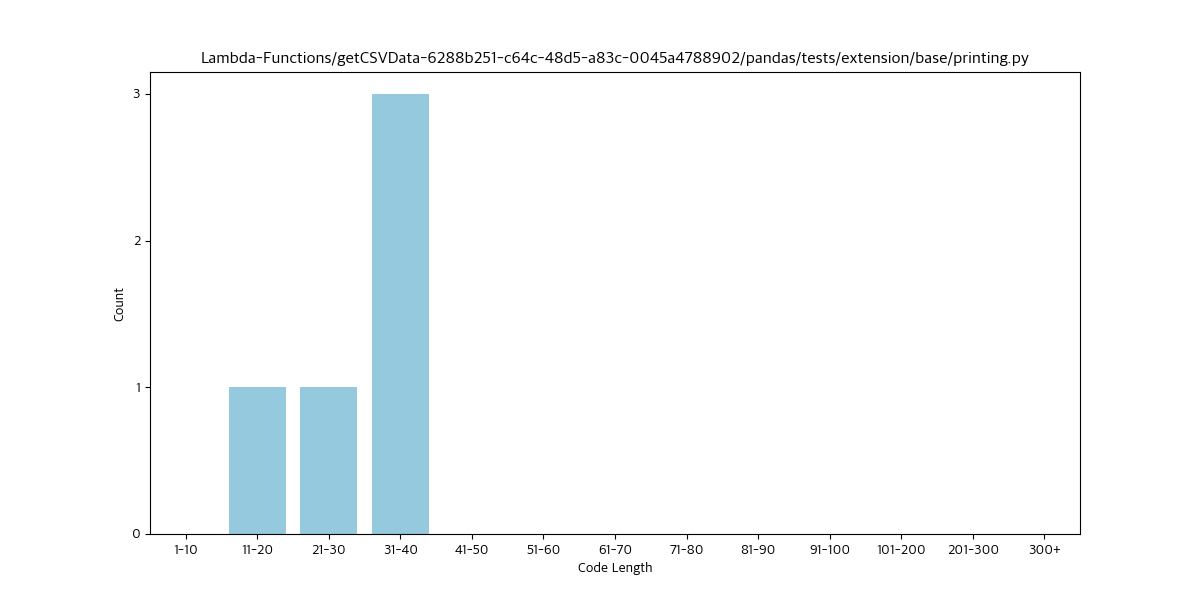 Lambda-Functions/getCSVData-6288b251-c64c-48d5-a83c-0045a4788902/pandas/tests/extension/base/printing.py
3
2
1
0
Count
1-10 11-20 21-30 31-40 41-50 51-60 61-70 71-80 81-90 91-100 101-200 201-300 300+
Code Length